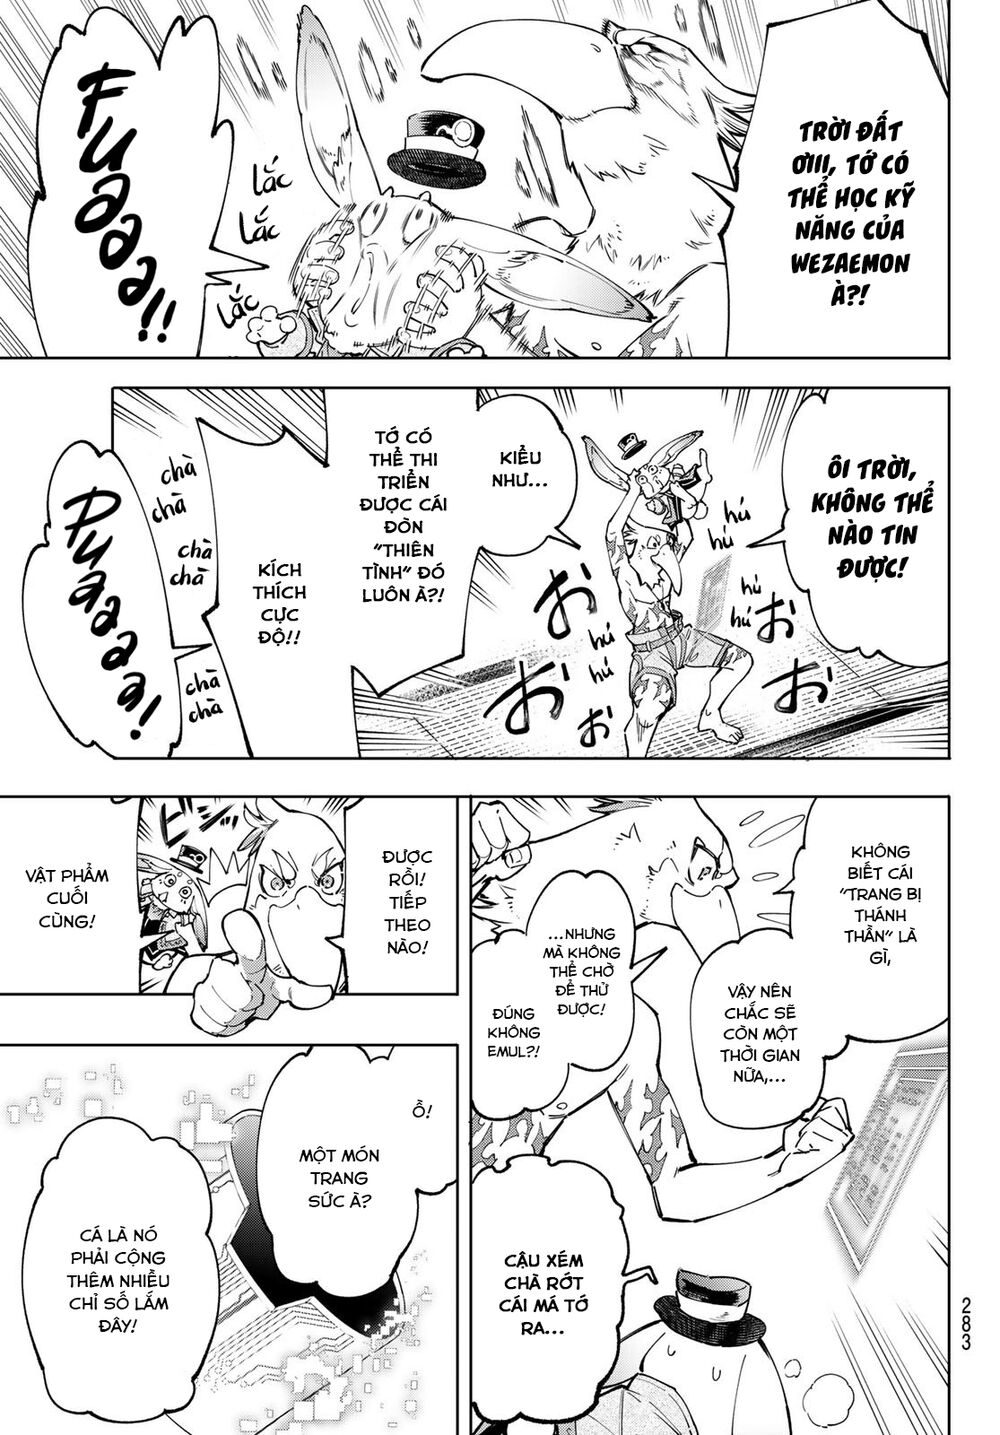 TRỜI ĐẤT
ƠIII, TỚ CÓ
THỂ HỌC KỸ
NĂNG CỦA
WEZAEMON
À?!
lắc
lắc
lắc
Fuaaa!!
Ô TRỜI,
KHÔNG THỂ
NÀO TIN
ĐƯỢC!
hú
hú
hú
hú
hú
hú
hú
おおおお
KIỂU
NHƯ...
TỚ CÓ
THỂ THI
TRIỂN
ĐƯỢC CÁI
ĐÒN
"THIÊN
TÌNH" ĐÓ
LUÔN À?!
KÍCH
THÍCH
CỰC
ĐỘ!!
chà
chà
chà
chà
chà
chà
Puaaaa!
KHÔNG
BIẾT CÁI
"TRANG BỊ
THÁNH
THẦN" LÀ
GÌ,
VẬY NÊN
CHẮC SẼ
CÒN MỘT
THỜI GIAN
NỮA,...
...NHƯNG
MÀ KHÔNG
THỂ CHỜ
ĐỂ THỬ
ĐƯỢC!
ĐÚNG
KHÔNG
EMUL?!
CẬU XÉM
CHÀ RỚT
CÁI MÁ TỚ
RA...
ĐƯỢC
RỒI!
TIẾP
THEO
NÀO!
VẬT PHẨM
CUỐI
CÙNG!
Ồ!
MỘT MÓN
TRANG
SỨC À?
CÁ LÀ NÓ
PHẢI CỘNG
THÊM NHIỀU
CHỈ SỐ LẮM
ĐÂY!
283